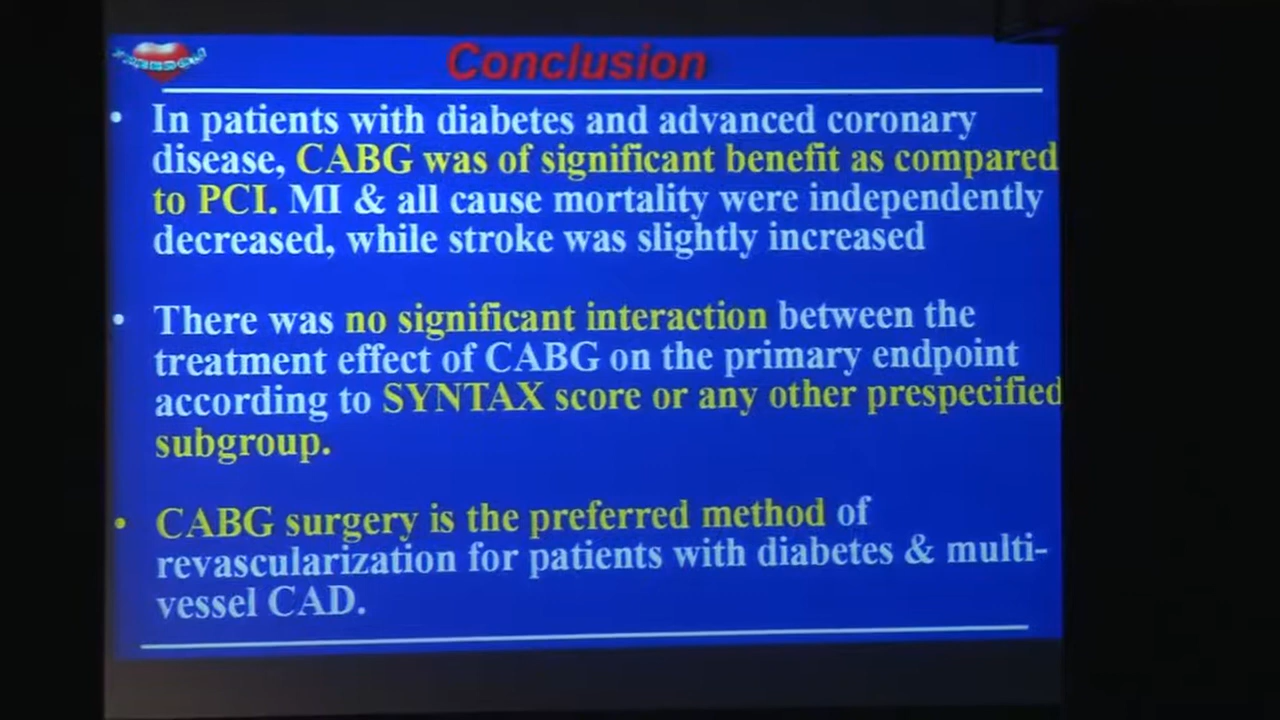 FREEDOM
Conclusion
• In patients with diabetes and advanced coronary
disease, CABG was of significant benefit as compared
to PCI. MI & all cause mortality were independently
decreased, while stroke was slightly increased
• There was no significant interaction between the
treatment effect of CABG on the primary endpoint
according to SYNTAX score or any other prespecified
subgroup.
• CABG surgery is the preferred method of
revascularization for patients with diabetes & multi-
vessel CAD.